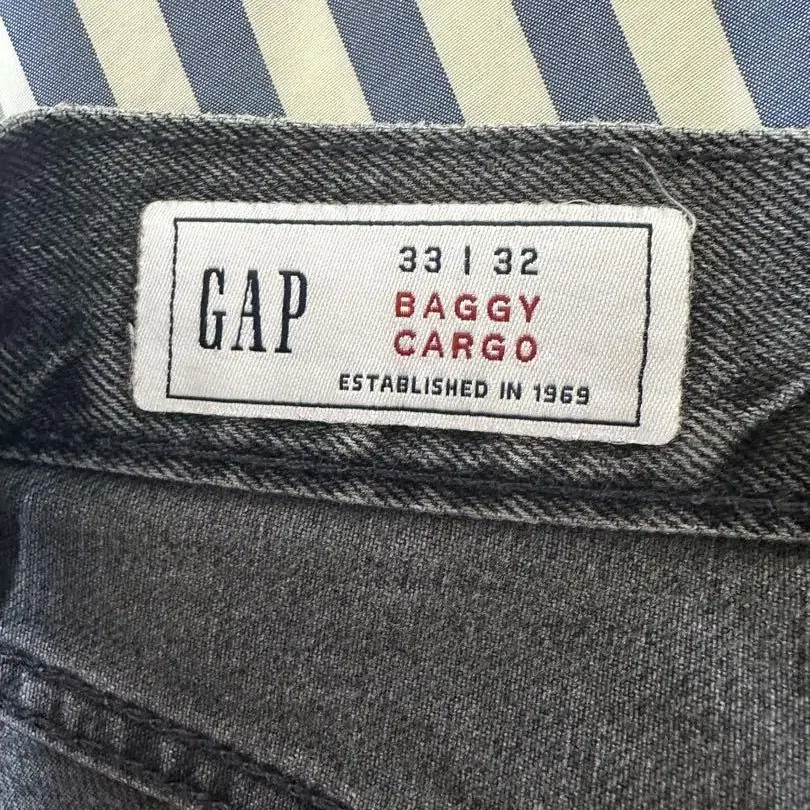 GAP
33 | 32
BAGGY
CARGO
ESTABLISHED IN 1969